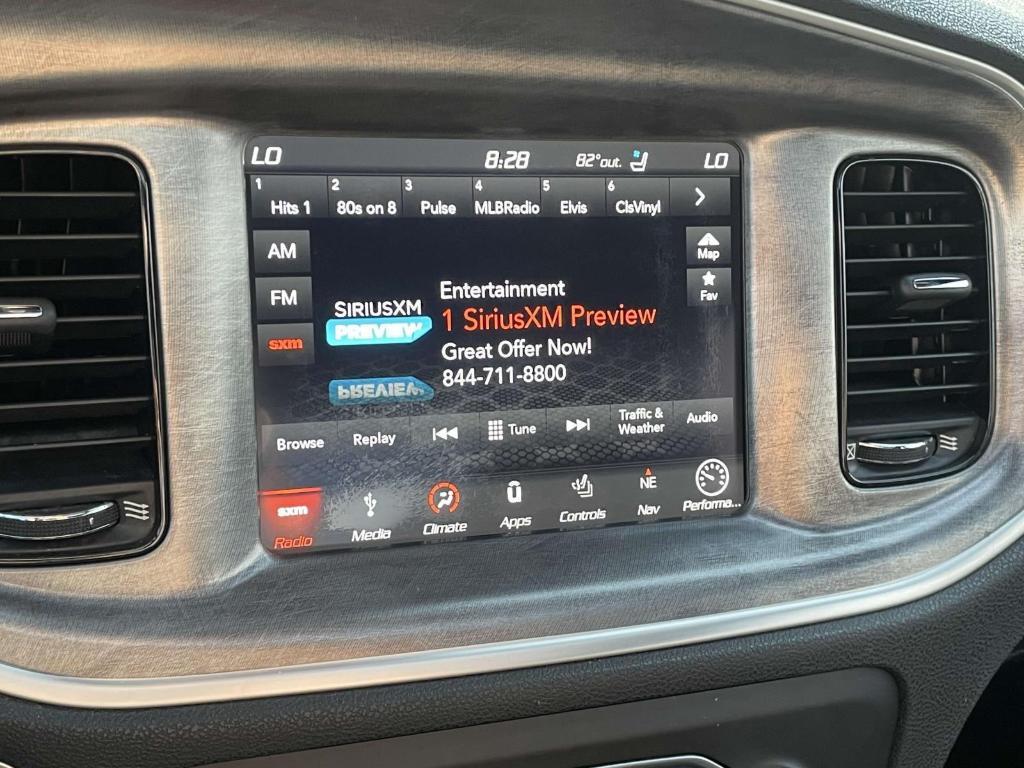 LO 8:28 82°out. LO
1 2 3 4 5 6
Hits 1 80s on 8 Pulse MLBRadio Elvis ClsVinyl
AM
Map
FM
Fav
sxm
SIRIUSXM
PREVIEW
Entertainment
1 SiriusXM Preview
Great Offer Now!
844-711-8800
PREVIEW
Browse Replay Tune Traffic & Weather Audio
sxm
Radio Media Climate Apps Controls NE Nav Performa...